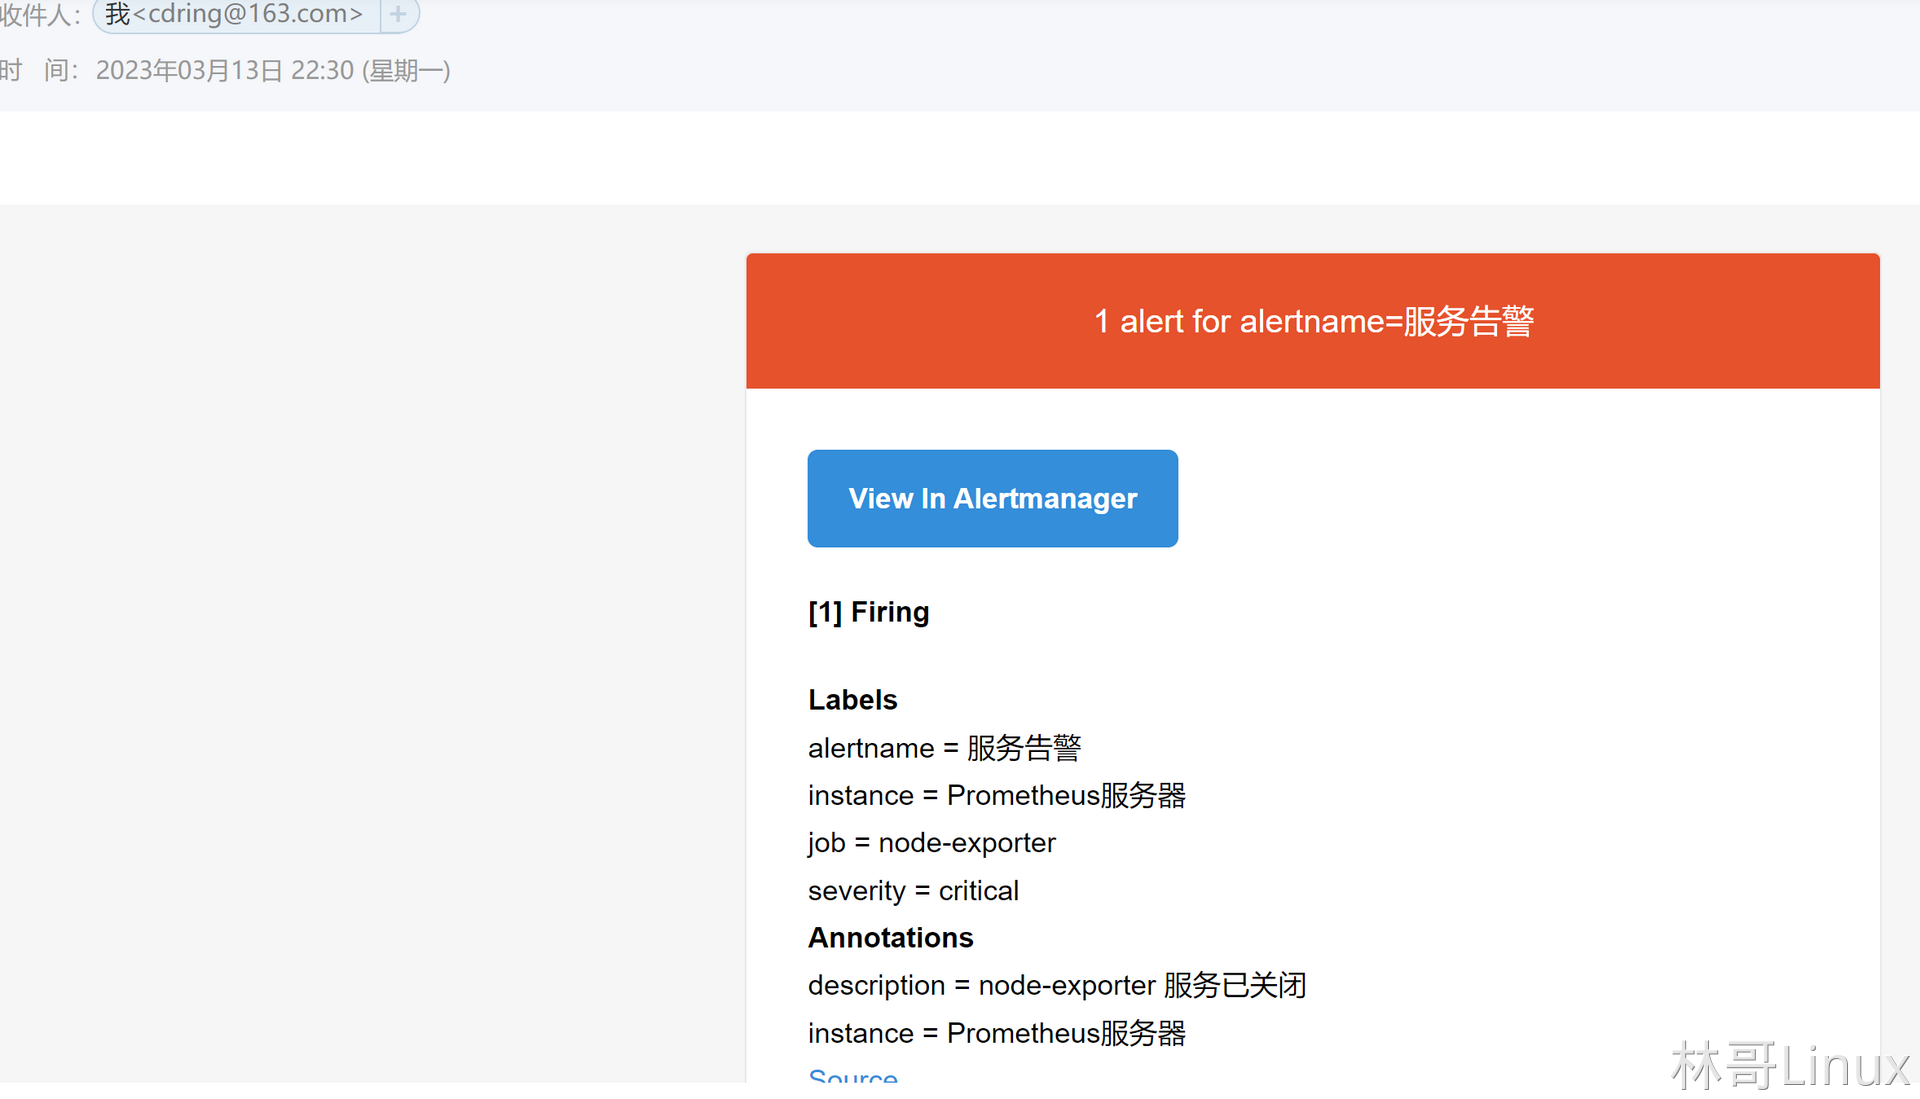 收件人： 我<cdring@163.com> +
时 间： 2023年03月13日 22:30 (星期一)
1 alert for alertname=服务告警
View In Alertmanager
[1] Firing
Labels
alertname = 服务告警
instance = Prometheus服务器
job = node-exporter
severity = critical
Annotations
description = node-exporter 服务已关闭
instance = Prometheus服务器
Source
林哥Linux